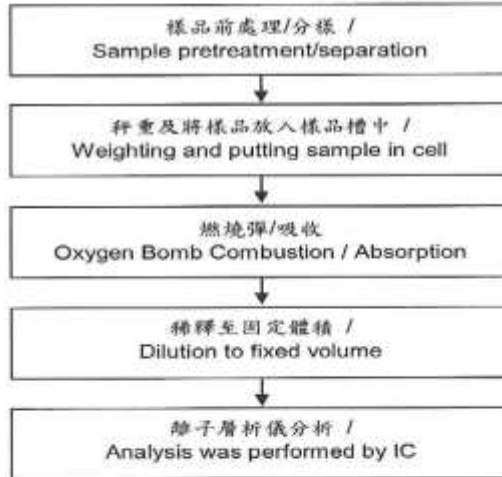 樣品前處理/分樣 /
Sample pretreatment/separation
秤重及將樣品放入樣品槽中 /
Weighting and putting sample in cell
燃燒彈/吸收
Oxygen Bomb Combustion / Absorption
稀釋至固定體積 /
Dilution to fixed volume
離子層析儀分析 /
Analysis was performed by IC